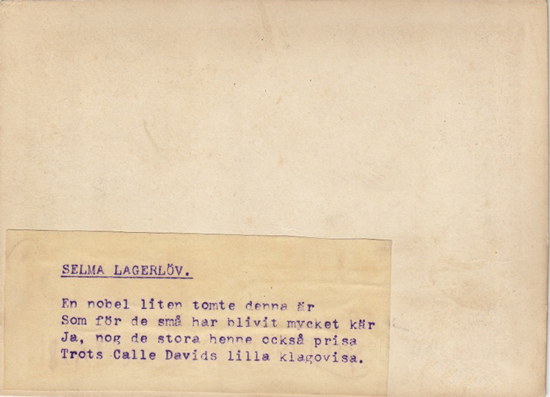 SELMA LAGERLÖV.
En nobel liten tomte denna är
Som för de små har blivit mycket kär
Ja, nog de stora henne också prisa
Trots Calle Davids lilla klagovisa.